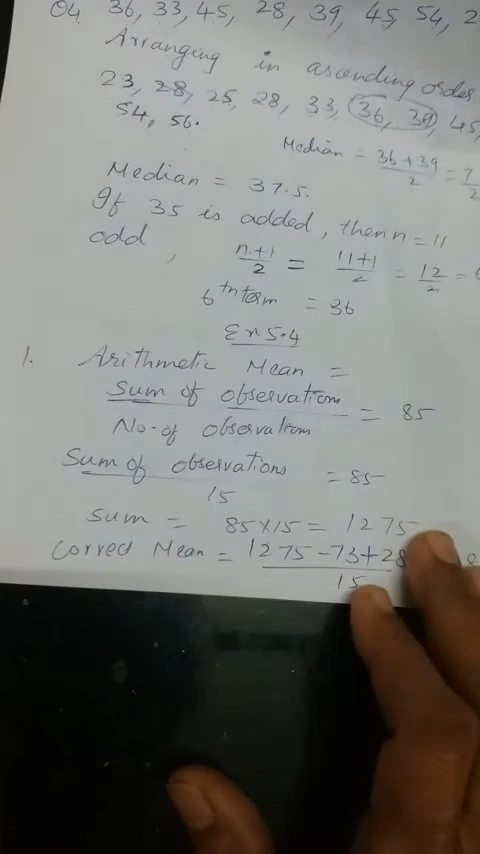 04. 36, 33, 45, 28, 39, 45, 54, 2
Arranging in ascending order
23, 28, 25, 28, 33, 36, 39, 45,
54, 56.
Median = 36+39/2 = 7/2
Median = 37.5.
If 35 is added, then n = 11
odd, n+1/2 = 11+1/2 = 12/2 =
6th term = 36
Ex 5.4
1. Arithmetic Mean =
Sum of observations/No. of observations = 85
Sum of observations/15 = 85
Sum = 85×15 = 1275
Correct Mean = 1275-73+28/15